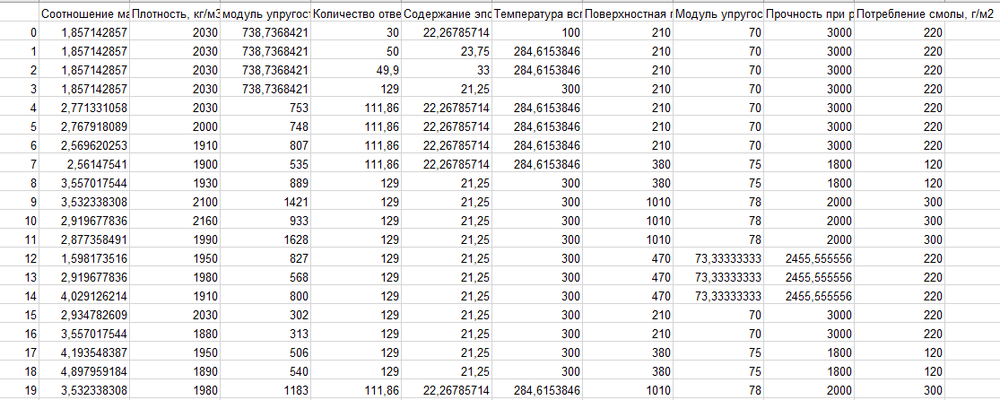 Соотношение ма Плотность, кг/м3 модуль упругост Количество отве Содержание эпс Температура всп Поверхностная п Модуль упругос Прочность при р Потребление смолы, г/м2
0 1,857142857 2030 738,7368421 30 22,26785714 100 210 70 3000 220
1 1,857142857 2030 738,7368421 50 23,75 284,6153846 210 70 3000 220
2 1,857142857 2030 738,7368421 49,9 33 284,6153846 210 70 3000 220
3 1,857142857 2030 738,7368421 129 21,25 300 210 70 3000 220
4 2,771331058 2030 753 111,86 22,26785714 284,6153846 210 70 3000 220
5 2,767918089 2000 748 111,86 22,26785714 284,6153846 210 70 3000 220
6 2,569620253 1910 807 111,86 22,26785714 284,6153846 210 70 3000 220
7 2,56147541 1900 535 111,86 22,26785714 284,6153846 380 75 1800 120
8 3,557017544 1930 889 129 21,25 300 380 75 1800 120
9 3,532338308 2100 1421 129 21,25 300 1010 78 2000 300
10 2,919677836 2160 933 129 21,25 300 1010 78 2000 300
11 2,877358491 1990 1628 129 21,25 300 1010 78 2000 300
12 1,598173516 1950 827 129 21,25 300 470 73,33333333 2455,555556 220
13 2,919677836 1980 568 129 21,25 300 470 73,33333333 2455,555556 220
14 4,029126214 1910 800 129 21,25 300 470 73,33333333 2455,555556 220
15 2,934782609 2030 302 129 21,25 300 210 70 3000 220
16 3,557017544 1880 313 129 21,25 300 210 70 3000 220
17 4,193548387 1950 506 129 21,25 300 380 75 1800 120
18 4,897959184 1890 540 129 21,25 300 380 75 1800 120
19 3,532338308 1980 1183 111,86 22,26785714 284,6153846 1010 78 2000 300